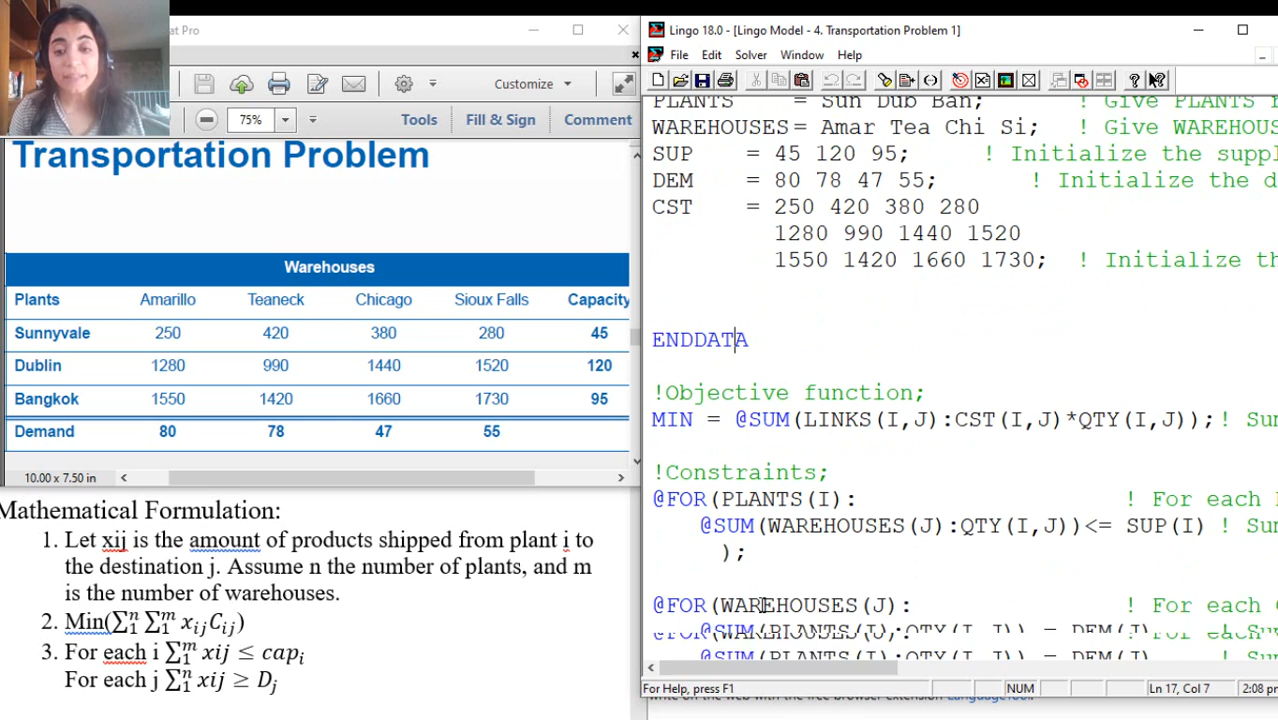 at Pro
Customize
75%
Tools
Fill & Sign
Comment
Transportation Problem
Warehouses
Plants Amarillo Teaneck Chicago Sioux Falls Capacity
Sunnyvale 250 420 380 280 45
Dublin 1280 990 1440 1520 120
Bangkok 1550 1420 1660 1730 95
Demand 80 78 47 55
10.00 x 7.50 in
Mathematical Formulation:
1. Let xij is the amount of products shipped from plant i to
the destination j. Assume n the number of plants, and m
is the number of warehouses.
2. Min(∑₁ⁿ ∑₁ᵐ xᵢⱼCᵢⱼ)
3. For each i ∑₁ᵐ xij ≤ capᵢ
For each j ∑₁ⁿ xij ≥ Dⱼ
Lingo 18.0 - [Lingo Model - 4. Transportation Problem 1]
File Edit Solver Window Help
PLANTS = Sun Dub Ban; ! Give PLANTS
WAREHOUSES= Amar Tea Chi Si; ! Give WAREHOUS
SUP = 45 120 95; ! Initialize the supp
DEM = 80 78 47 55; ! Initialize the d
CST = 250 420 380 280
1280 990 1440 1520
1550 1420 1660 1730; ! Initialize th
ENDDATA
!Objective function;
MIN = @SUM(LINKS(I,J):CST(I,J)*QTY(I,J));! Su
!Constraints;
@FOR(PLANTS(I): ! For each
@SUM(WAREHOUSES(J):QTY(I,J))<= SUP(I) ! Su
);
@FOR(WAREHOUSES(J): ! For each
@SUM(PLANTS(I):QTY(I,J)) = DEM(J)
For Help, press F1
NUM
Ln 17, Col 7
2:08 pm